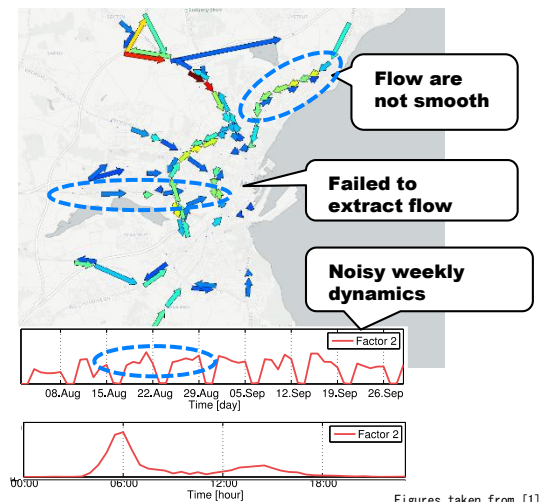 Flow are
not smooth
Failed to
extract flow
Noisy weekly
dynamics
Factor 2
08.Aug 15.Aug 22.Aug 29.Aug 05.Sep 12.Sep 19.Sep 26.Sep
Time [day]
Factor 2
00:00 06:00 12:00 18:00
Time [hour]
Figures taken from [1]